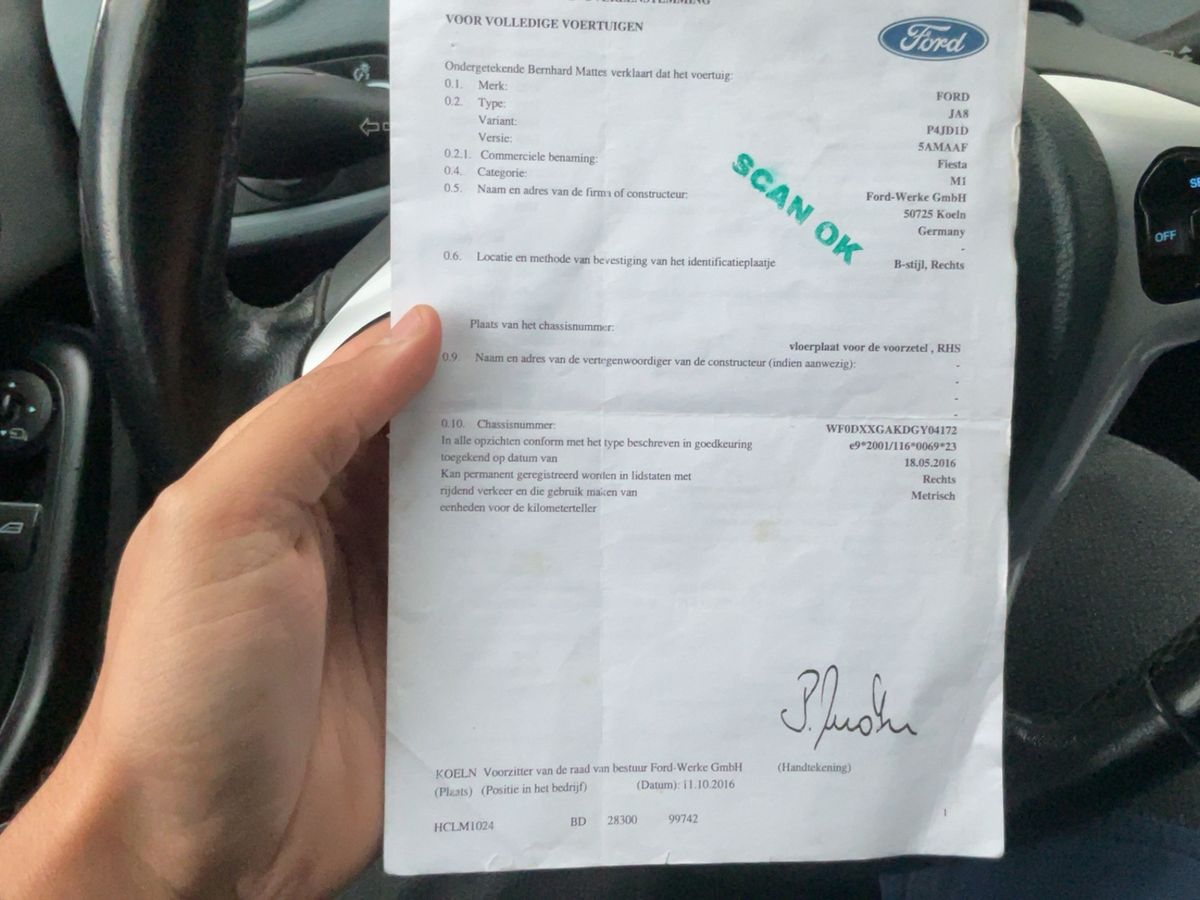 VOOR VOLLEDIGE VOERTUIGEN
Ford
Ondergetekende Bernhard Mattes verklaart dat het voertuig:
0.1. Merk: FORD
0.2. Type: JA8
Variant: P4JD1D
Versie: 5AMAAF
0.2.1. Commerciele benaming: Fiesta
0.4. Categorie: M1
0.5. Naam en adres van de firma of constructeur: Ford-Werke GmbH
50725 Koeln
Germany
-
SCAN OK
0.6. Locatie en methode van bevestiging van het identificatieplaatje B-stijl, Rechts
Plaats van het chassisnummer:
vloerplaat voor de voorzetel , RHS
0.9. Naam en adres van de vertegenwoordiger van de constructeur (indien aanwezig): -
-
-
-
0.10. Chassisnummer: WF0DXXGAKDGY04172
In alle opzichten conform met het type beschreven in goedkeuring e9*2001/116*0069*23
toegekend op datum van 18.05.2016
Kan permanent geregistreerd worden in lidstaten met Rechts
rijdend verkeer en die gebruik maken van Metrisch
eenheden voor de kilometerteller
KOELN Voorzitter van de raad van bestuur Ford-Werke GmbH (Handtekening)
(Plaats) (Positie in het bedrijf) (Datum): 11.10.2016
HCLM1024 BD 28300 99742 1
OFF